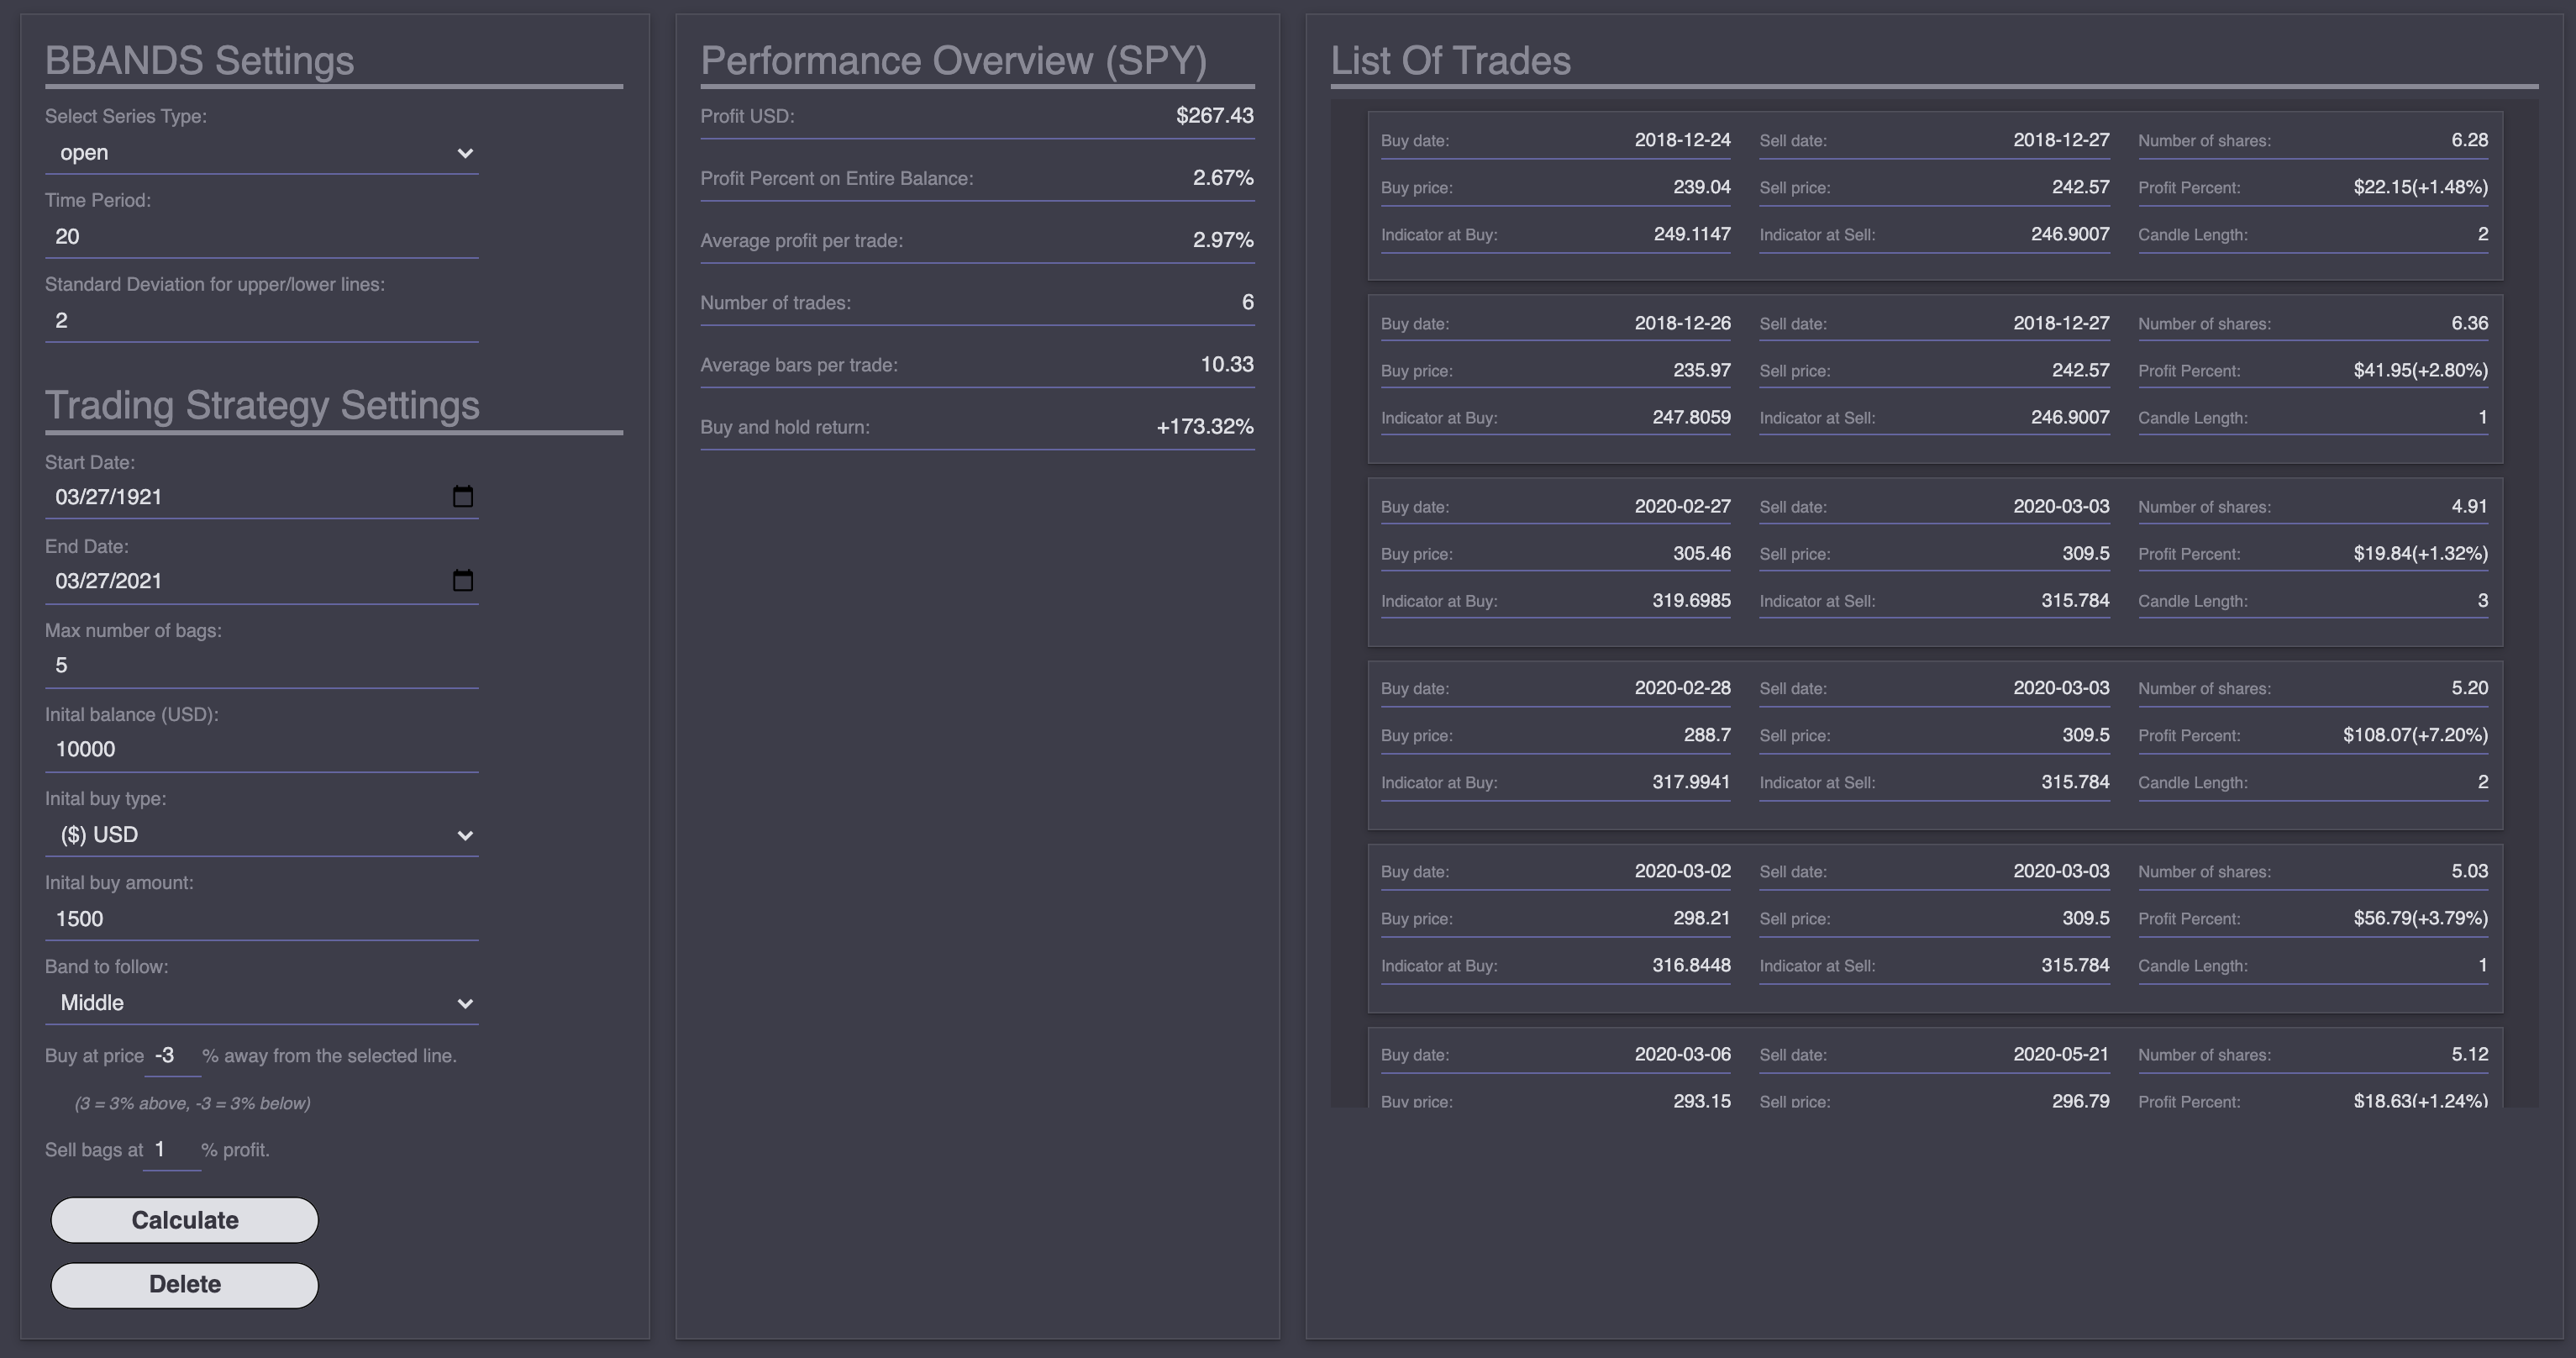 BBANDS Settings
Select Series Type:
open
Time Period:
20
Standard Deviation for upper/lower lines:
2
Trading Strategy Settings
Start Date:
03/27/1921
End Date:
03/27/2021
Max number of bags:
5
Inital balance (USD):
10000
Inital buy type:
($) USD
Inital buy amount:
1500
Band to follow:
Middle
Buy at price -3 % away from the selected line.
(3 = 3% above, -3 = 3% below)
Sell bags at 1 % profit.
Calculate
Delete
Performance Overview (SPY)
Profit USD: $267.43
Profit Percent on Entire Balance: 2.67%
Average profit per trade: 2.97%
Number of trades: 6
Average bars per trade: 10.33
Buy and hold return: +173.32%
List Of Trades
Buy date: 2018-12-24 Sell date: 2018-12-27 Number of shares: 6.28
Buy price: 239.04 Sell price: 242.57 Profit Percent: $22.15(+1.48%)
Indicator at Buy: 249.1147 Indicator at Sell: 246.9007 Candle Length: 2
Buy date: 2018-12-26 Sell date: 2018-12-27 Number of shares: 6.36
Buy price: 235.97 Sell price: 242.57 Profit Percent: $41.95(+2.80%)
Indicator at Buy: 247.8059 Indicator at Sell: 246.9007 Candle Length: 1
Buy date: 2020-02-27 Sell date: 2020-03-03 Number of shares: 4.91
Buy price: 305.46 Sell price: 309.5 Profit Percent: $19.84(+1.32%)
Indicator at Buy: 319.6985 Indicator at Sell: 315.784 Candle Length: 3
Buy date: 2020-02-28 Sell date: 2020-03-03 Number of shares: 5.20
Buy price: 288.7 Sell price: 309.5 Profit Percent: $108.07(+7.20%)
Indicator at Buy: 317.9941 Indicator at Sell: 315.784 Candle Length: 2
Buy date: 2020-03-02 Sell date: 2020-03-03 Number of shares: 5.03
Buy price: 298.21 Sell price: 309.5 Profit Percent: $56.79(+3.79%)
Indicator at Buy: 316.8448 Indicator at Sell: 315.784 Candle Length: 1
Buy date: 2020-03-06 Sell date: 2020-05-21 Number of shares: 5.12
Buy price: 293.15 Sell price: 296.79 Profit Percent: $18.63(+1.24%)